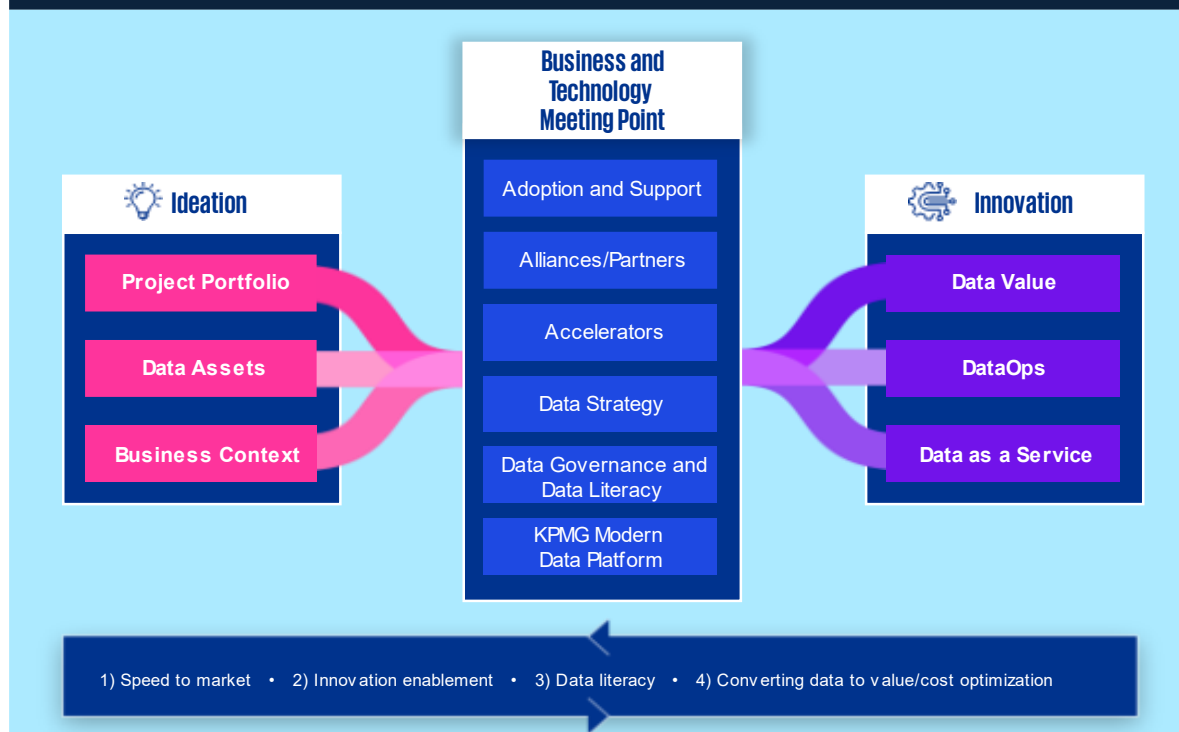 Business and
Technology
Meeting Point
Adoption and Support
Alliances/Partners
Accelerators
Data Strategy
Data Governance and
Data Literacy
KPMG Modern
Data Platform
Ideation
Project Portfolio
Data Assets
Business Context
Innovation
Data Value
DataOps
Data as a Service
1) Speed to market • 2) Innovation enablement • 3) Data literacy • 4) Converting data to value/cost optimization